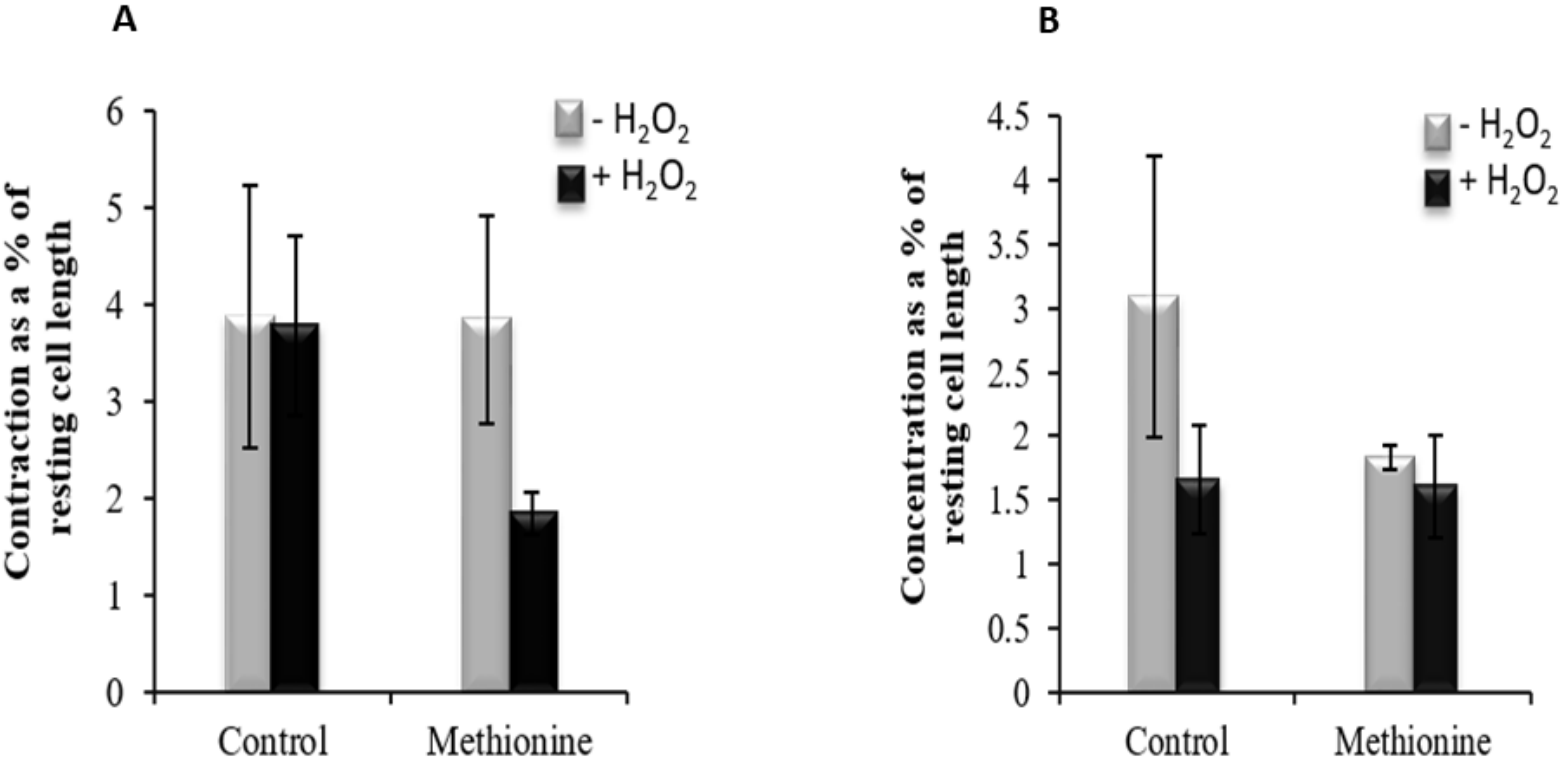 A
Contraction as a % of
resting cell length
6
5
4
3
2
1
0
- H₂O₂
+ H₂O₂
Control
Methionine
B
Concentration as a % of
resting cell length
4.5
4
3.5
3
2.5
2
1.5
1
0.5
0
- H₂O₂
+ H₂O₂
Control
Methionine